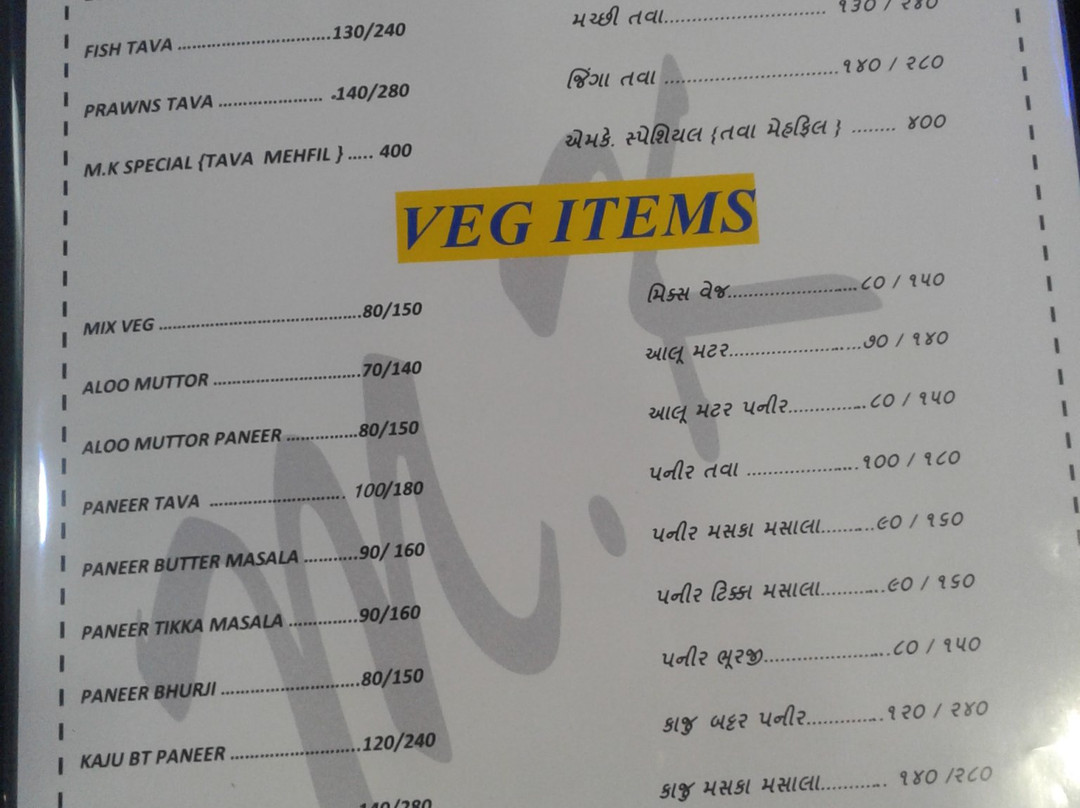 FISH TAVA ................................130/240
મચ્છી તવા.............................. ૧૩૦ / ૨૪૦
PRAWNS TAVA ..................... .140/280
જિંગા તવા ................................૧૪૦ / ૨૮૦
M.K SPECIAL {TAVA MEHFIL } ..... 400
એમકે. સ્પેશિયલ {તવા મેહફિલ } ........ ૪૦૦
VEG ITEMS
MIX VEG .........................................80/150
મિક્સ વેજ........................૮૦ / ૧૫૦
ALOO MUTTOR ..............................70/140
આલૂ મટર........................૭૦ / ૧૪૦
ALOO MUTTOR PANEER ..............80/150
આલૂ મટર પનીર..............૮૦ / ૧૫૦
PANEER TAVA ........................... 100/180
પનીર તવા ....................૧૦૦ / ૧૮૦
PANEER BUTTER MASALA ...........90/ 160
પનીર મસકા મસાલા.........૯૦ / ૧૬૦
PANEER TIKKA MASALA ..............90/160
પનીર ટિક્કા મસાલા...........૯૦ / ૧૬૦
PANEER BHURJI ............................80/150
પનીર ભૂરજી......................૮૦ / ૧૫૦
KAJU BT PANEER ..........................120/240
કાજુ બટ્ટર પનીર.............૧૨૦ / ૨૪૦
140/280
કાજુ મસકા મસાલા........... ૧૪૦ /૨૮૦